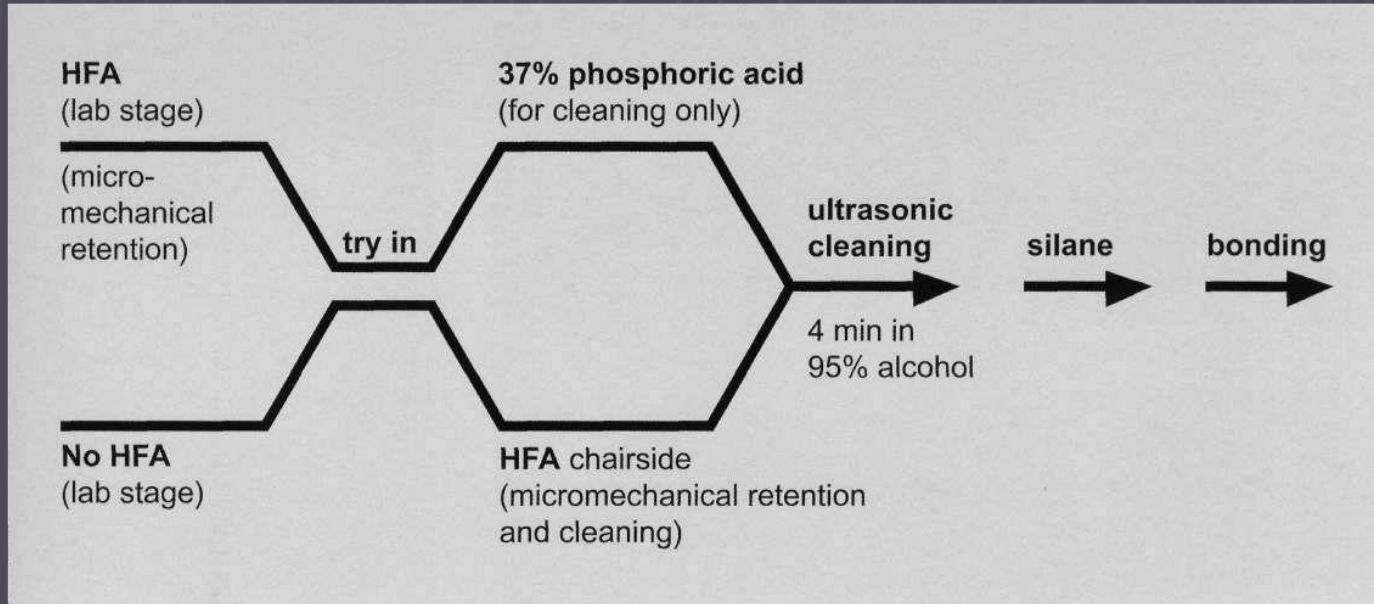 HFA
(lab stage)
(micro-
mechanical
retention)
try in
37% phosphoric acid
(for cleaning only)
ultrasonic
cleaning
4 min in
95% alcohol
silane
bonding
No HFA
(lab stage)
HFA chairside
(micromechanical retention
and cleaning)